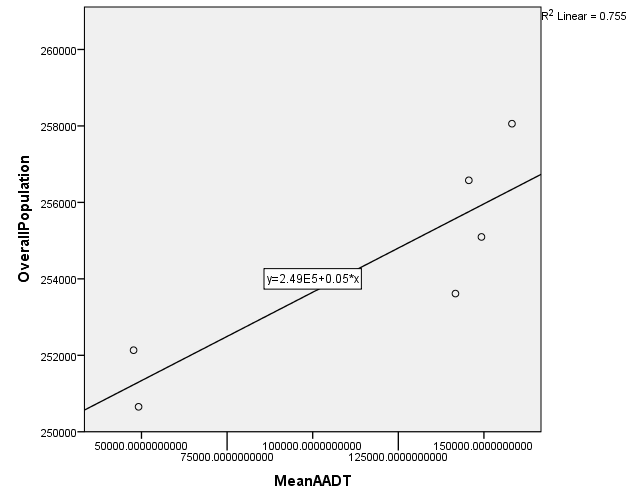 R2 Linear = 0.755
260000
258000
256000
254000
252000
250000
OverallPopulation
y=2.49E5+0.05*x
50000.0000000000
75000.0000000000
100000.0000000000
125000.0000000000
150000.0000000000
MeanAADT